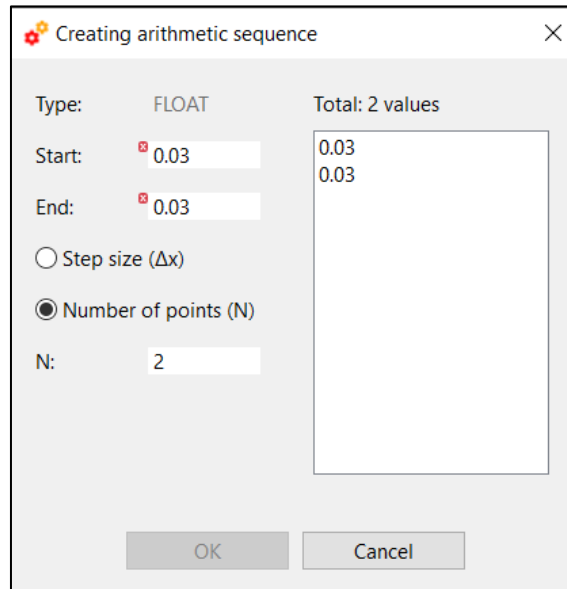 Creating arithmetic sequence
Type: FLOAT
Start: 0.03
End: 0.03
Step size (Δx)
Number of points (N)
N: 2
Total: 2 values
0.03
0.03
OK
Cancel